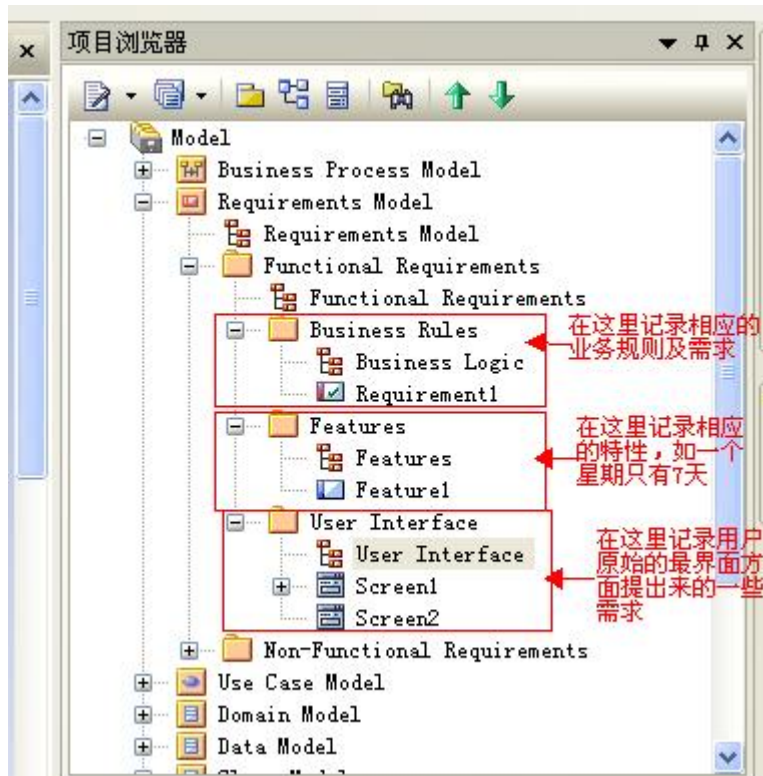 项目浏览器
Model
Business Process Model
Requirements Model
Requirements Model
Functional Requirements
Functional Requirements
Business Rules
在这里记录相应的
业务规则及需求
Business Logic
Requirement1
Features
在这里记录相应
的特性，如一个
星期只有7天
Features
Feature1
User Interface
在这里记录用户
原始的最界面方
面提出来的一些
需求
User Interface
Screen1
Screen2
Non-Functional Requirements
Use Case Model
Domain Model
Data Model